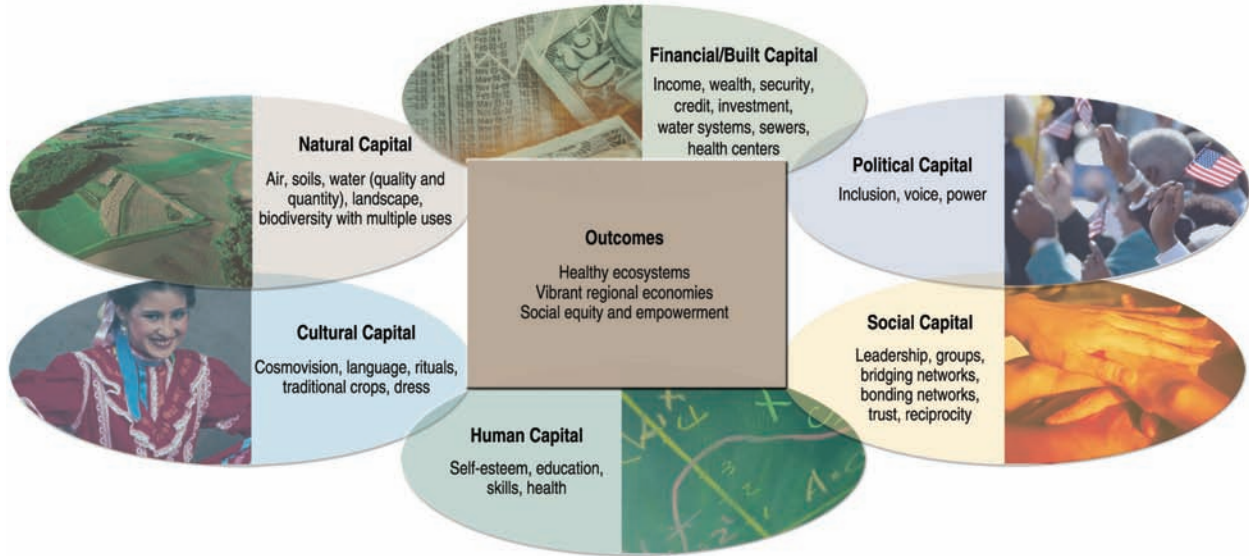 Financial/Built Capital
Income, wealth, security,
credit, investment,
water systems, sewers,
health centers
Natural Capital
Air, soils, water (quality and
quantity), landscape,
biodiversity with multiple uses
Political Capital
Inclusion, voice, power
Outcomes
Healthy ecosystems
Vibrant regional economies
Social equity and empowerment
Cultural Capital
Cosmovision, language, rituals,
traditional crops, dress
Social Capital
Leadership, groups,
bridging networks,
bonding networks,
trust, reciprocity
Human Capital
Self-esteem, education,
skills, health